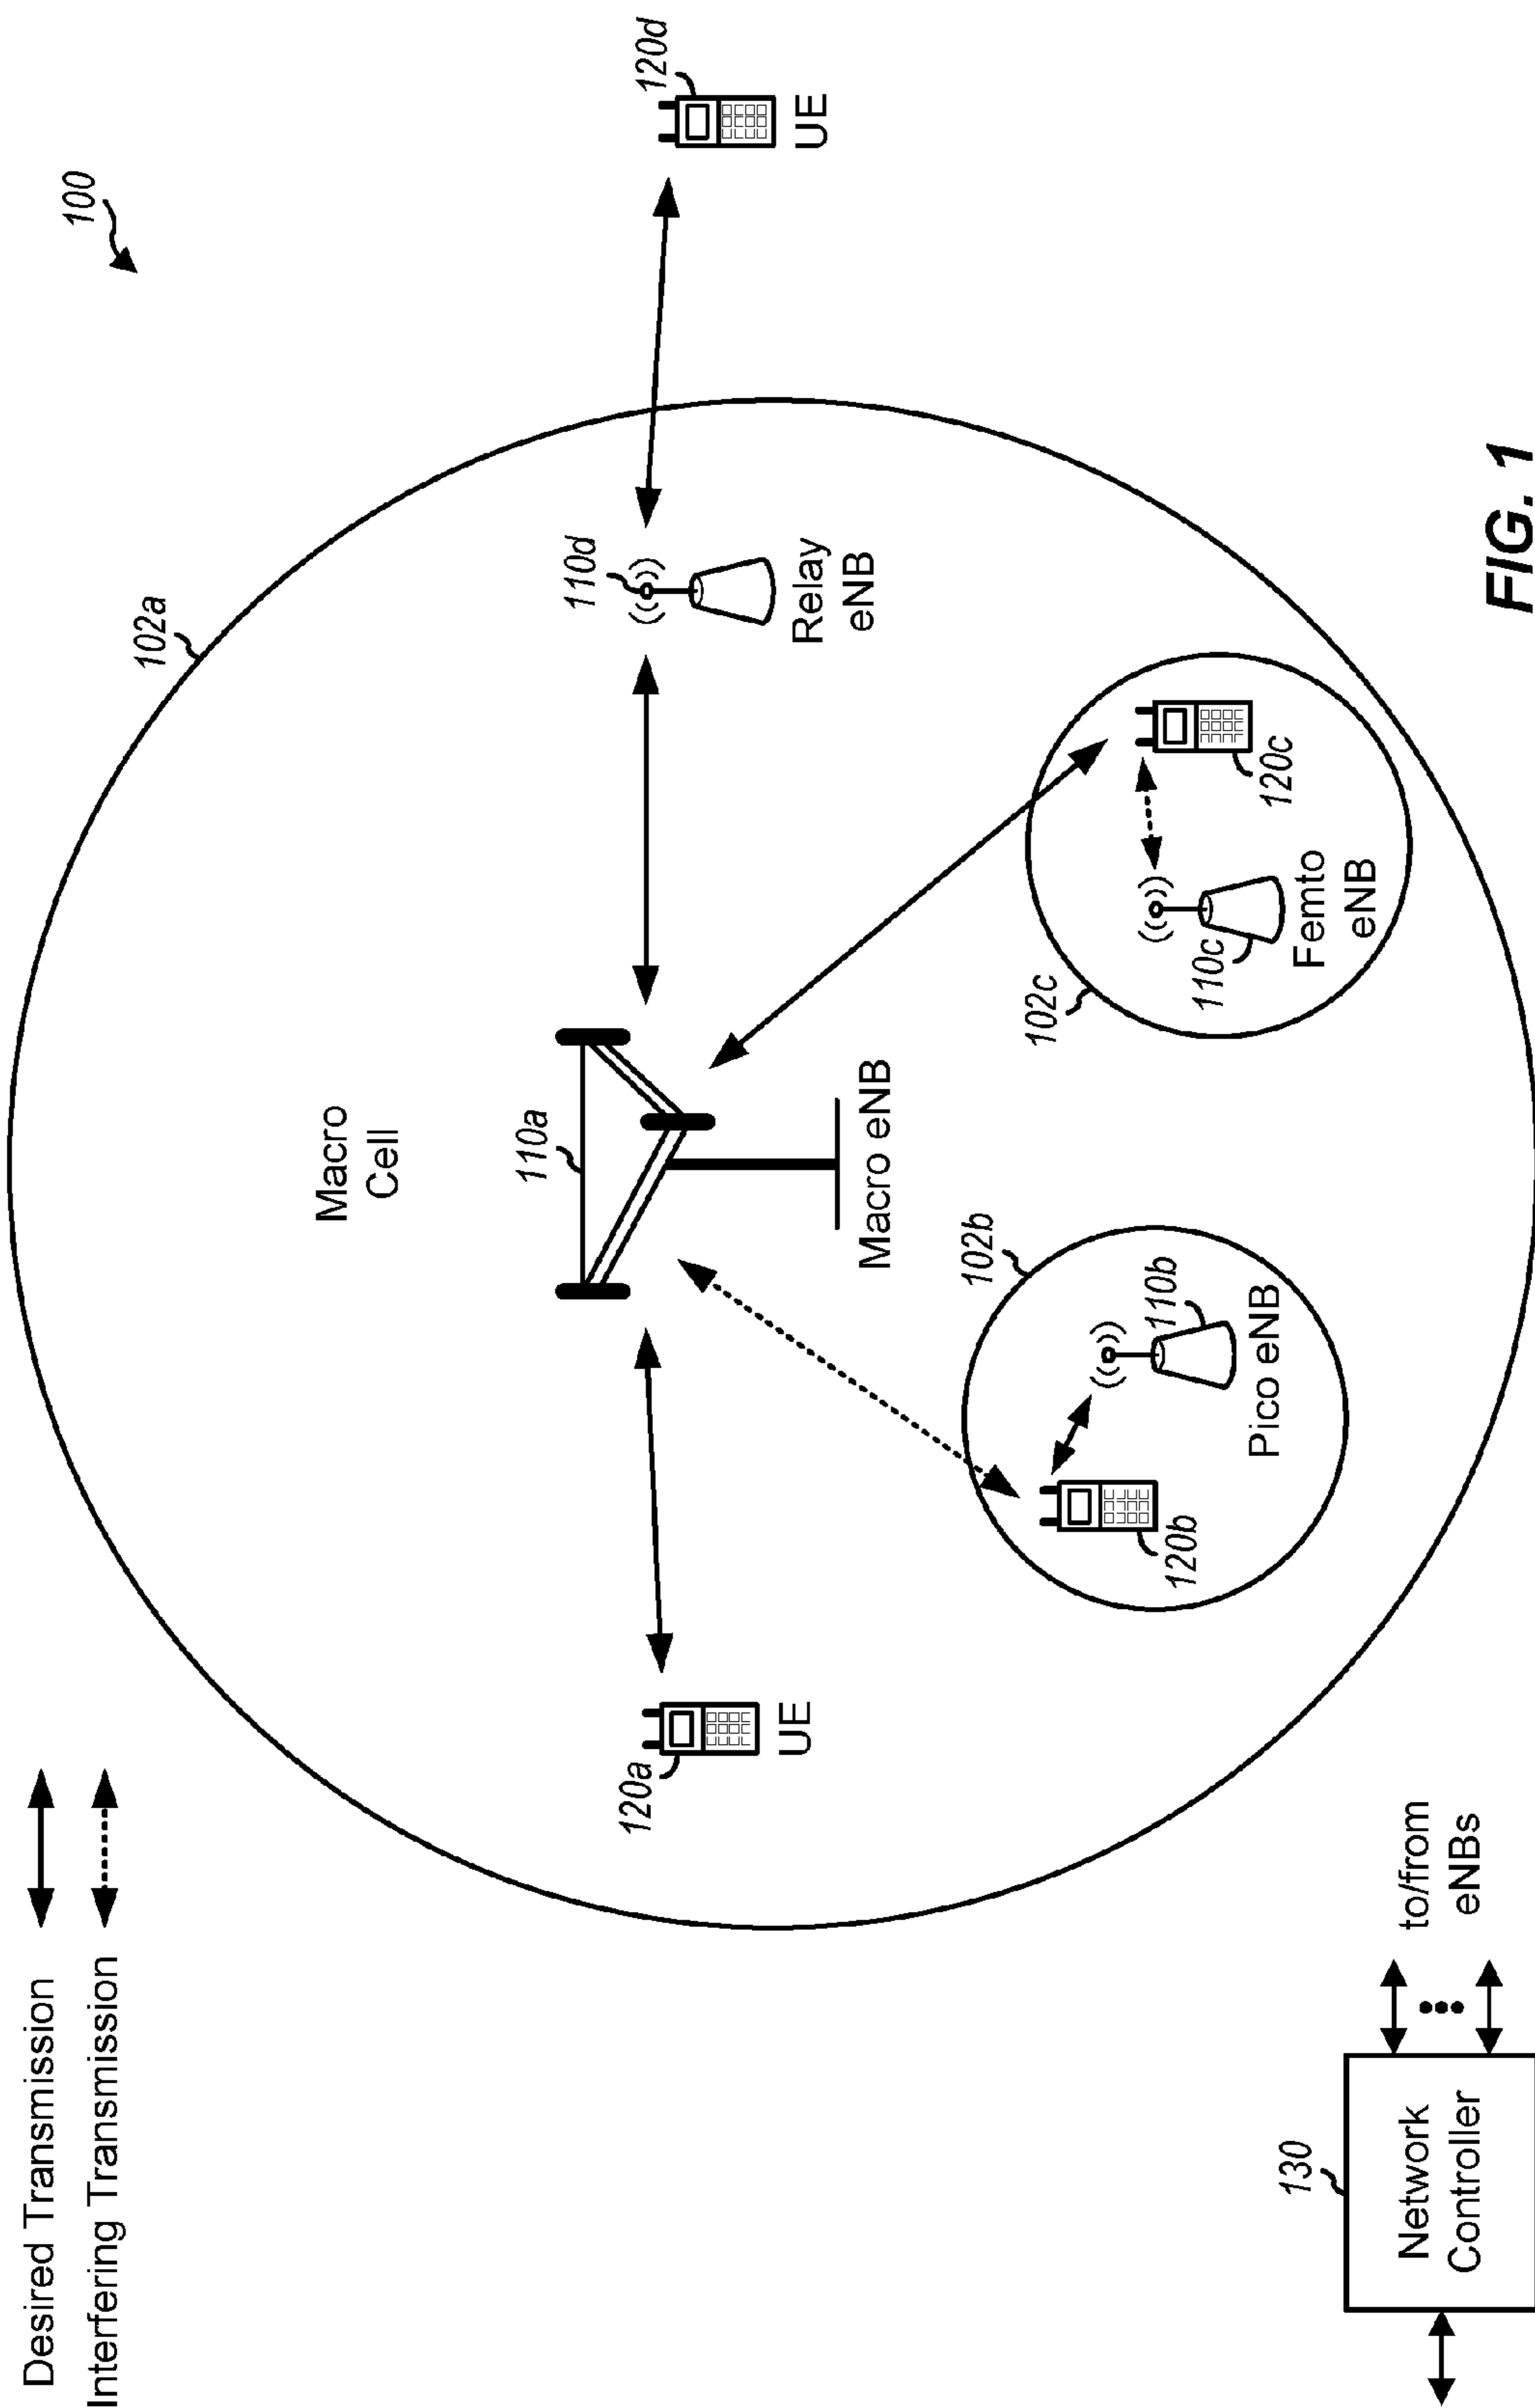 Desired Transmission
Interfering Transmission
100
102a
Macro
Cell
110a
110d
120d
120a
UE
Macro eNB
Relay
eNB
UE
102b
120b
110b
Pico eNB
102c
110c
120c
Femto
eNB
130
Network
Controller
to/from
eNBs
FIG. 1